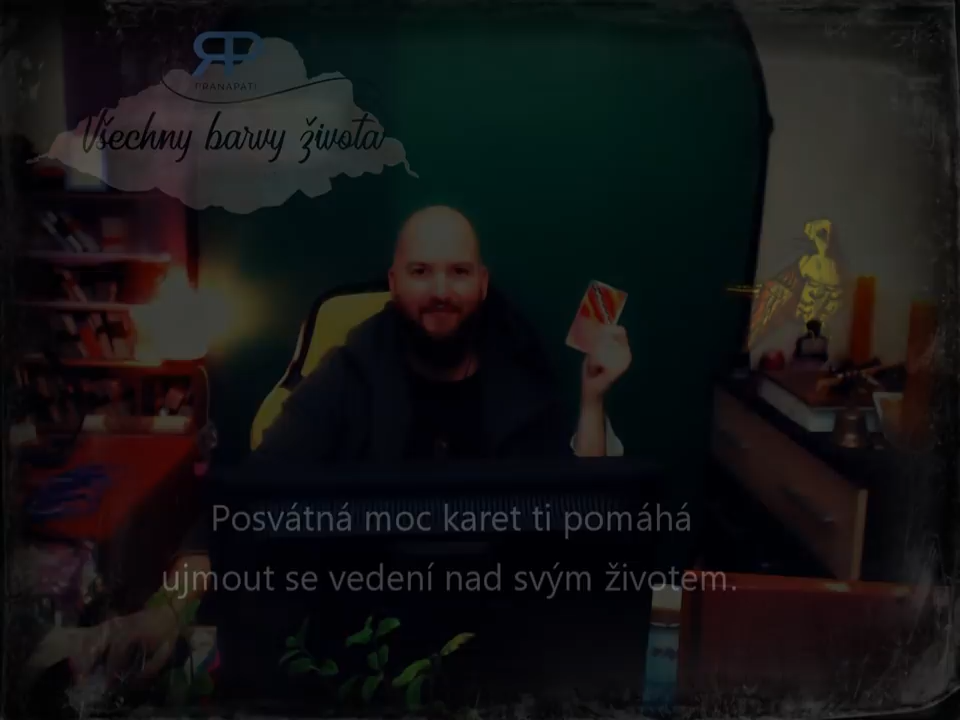 PRANAPATI
Všechny barvy života
Posvátná moc karet ti pomáhá
ujmout se vedení nad svým životem.